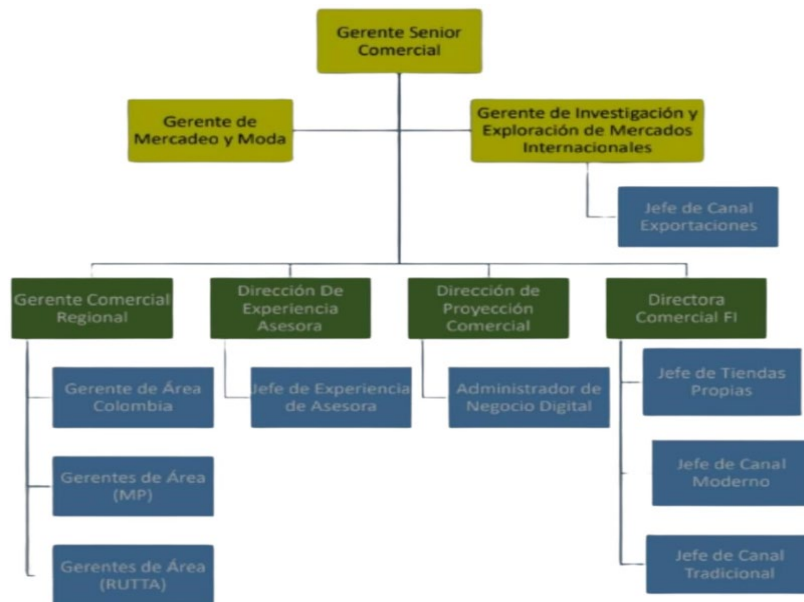 Gerente Senior
Comercial
Gerente de
Mercadeo y Moda
Gerente de Investigación y
Exploración de Mercados
Internacionales
Jefe de Canal
Exportaciones
Gerente Comercial
Regional
Dirección De
Experiencia
Asesora
Dirección de
Proyección
Comercial
Directora
Comercial FI
Gerente de Área
Colombia
Jefe de Experiencia
de Asesora
Administrador de
Negocio Digital
Jefe de Tiendas
Propias
Gerentes de Área
(MP)
Jefe de Canal
Moderno
Gerentes de Área
(RUTTA)
Jefe de Canal
Tradicional